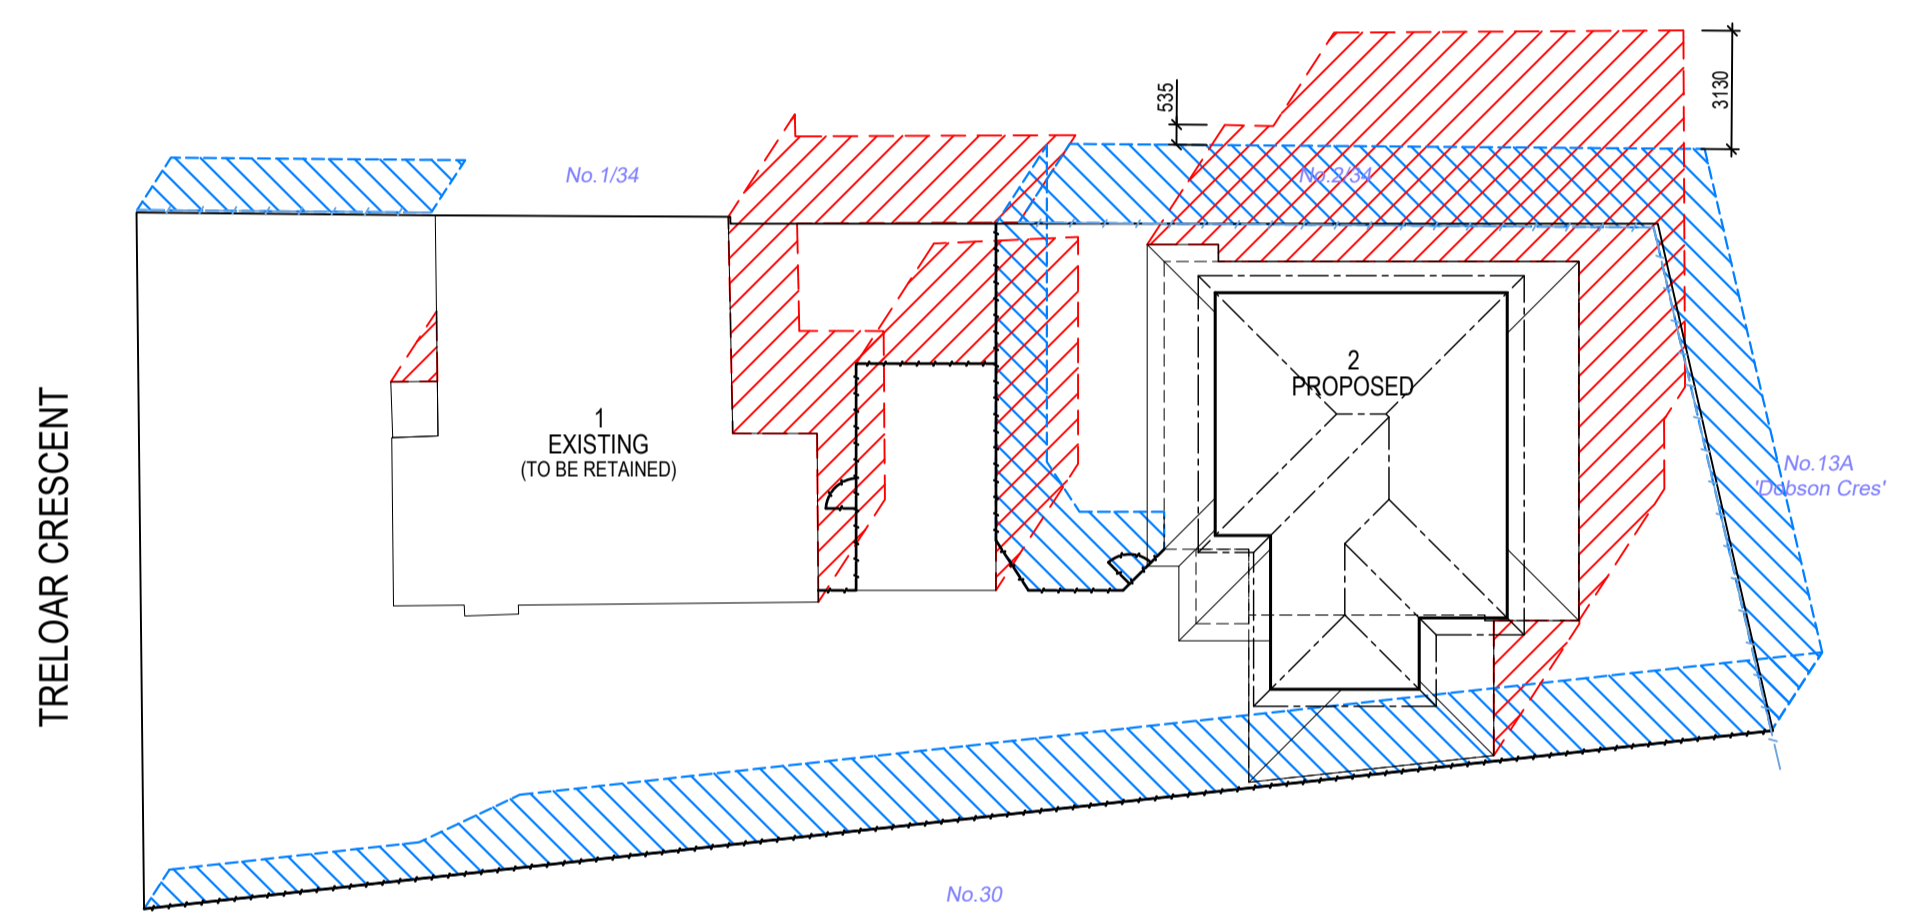 535
3130
No.1/34
No.2/34
2
PROPOSED
1
EXISTING
(TO BE RETAINED)
TRELOAR CRESCENT
No.13A
'Dobson Cres'
No.30